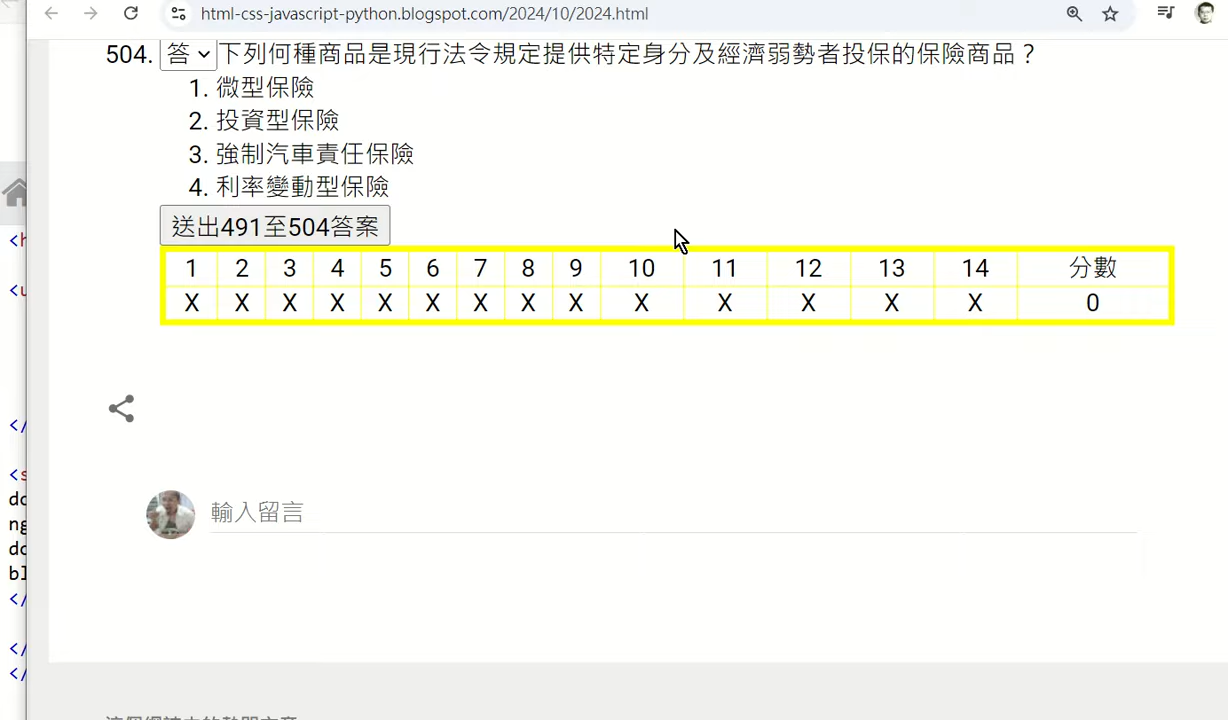 html-css-javascript-python.blogspot.com/2024/10/2024.html
504. 答 下列何種商品是現行法令規定提供特定身分及經濟弱勢者投保的保險商品？
1. 微型保險
2. 投資型保險
3. 強制汽車責任保險
4. 利率變動型保險
送出491至504答案
1 2 3 4 5 6 7 8 9 10 11 12 13 14 分數
X X X X X X X X X X X X X X 0
輸入留言
<h
<u
</
<s
dc
ng
dc
bl
</
</
</